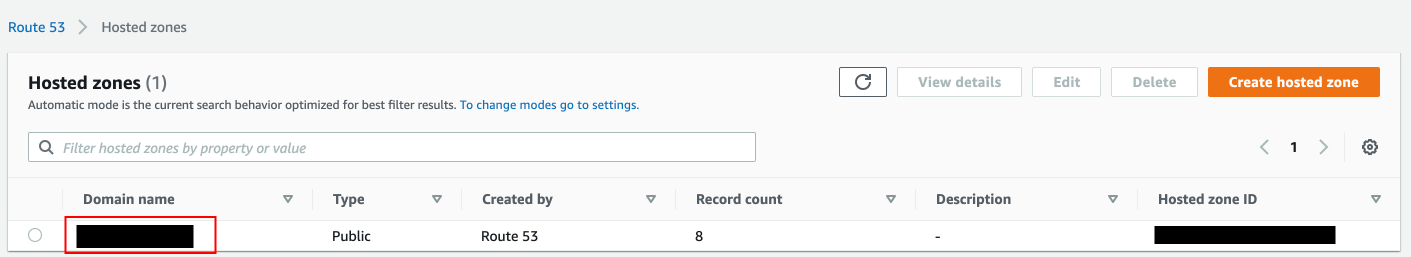 Route 53 > Hosted zones
Hosted zones (1)
View details Edit Delete Create hosted zone
Automatic mode is the current search behavior optimized for best filter results. To change modes go to settings.
Filter hosted zones by property or value
1
Domain name Type Created by Record count Description Hosted zone ID
Public Route 53 8 -